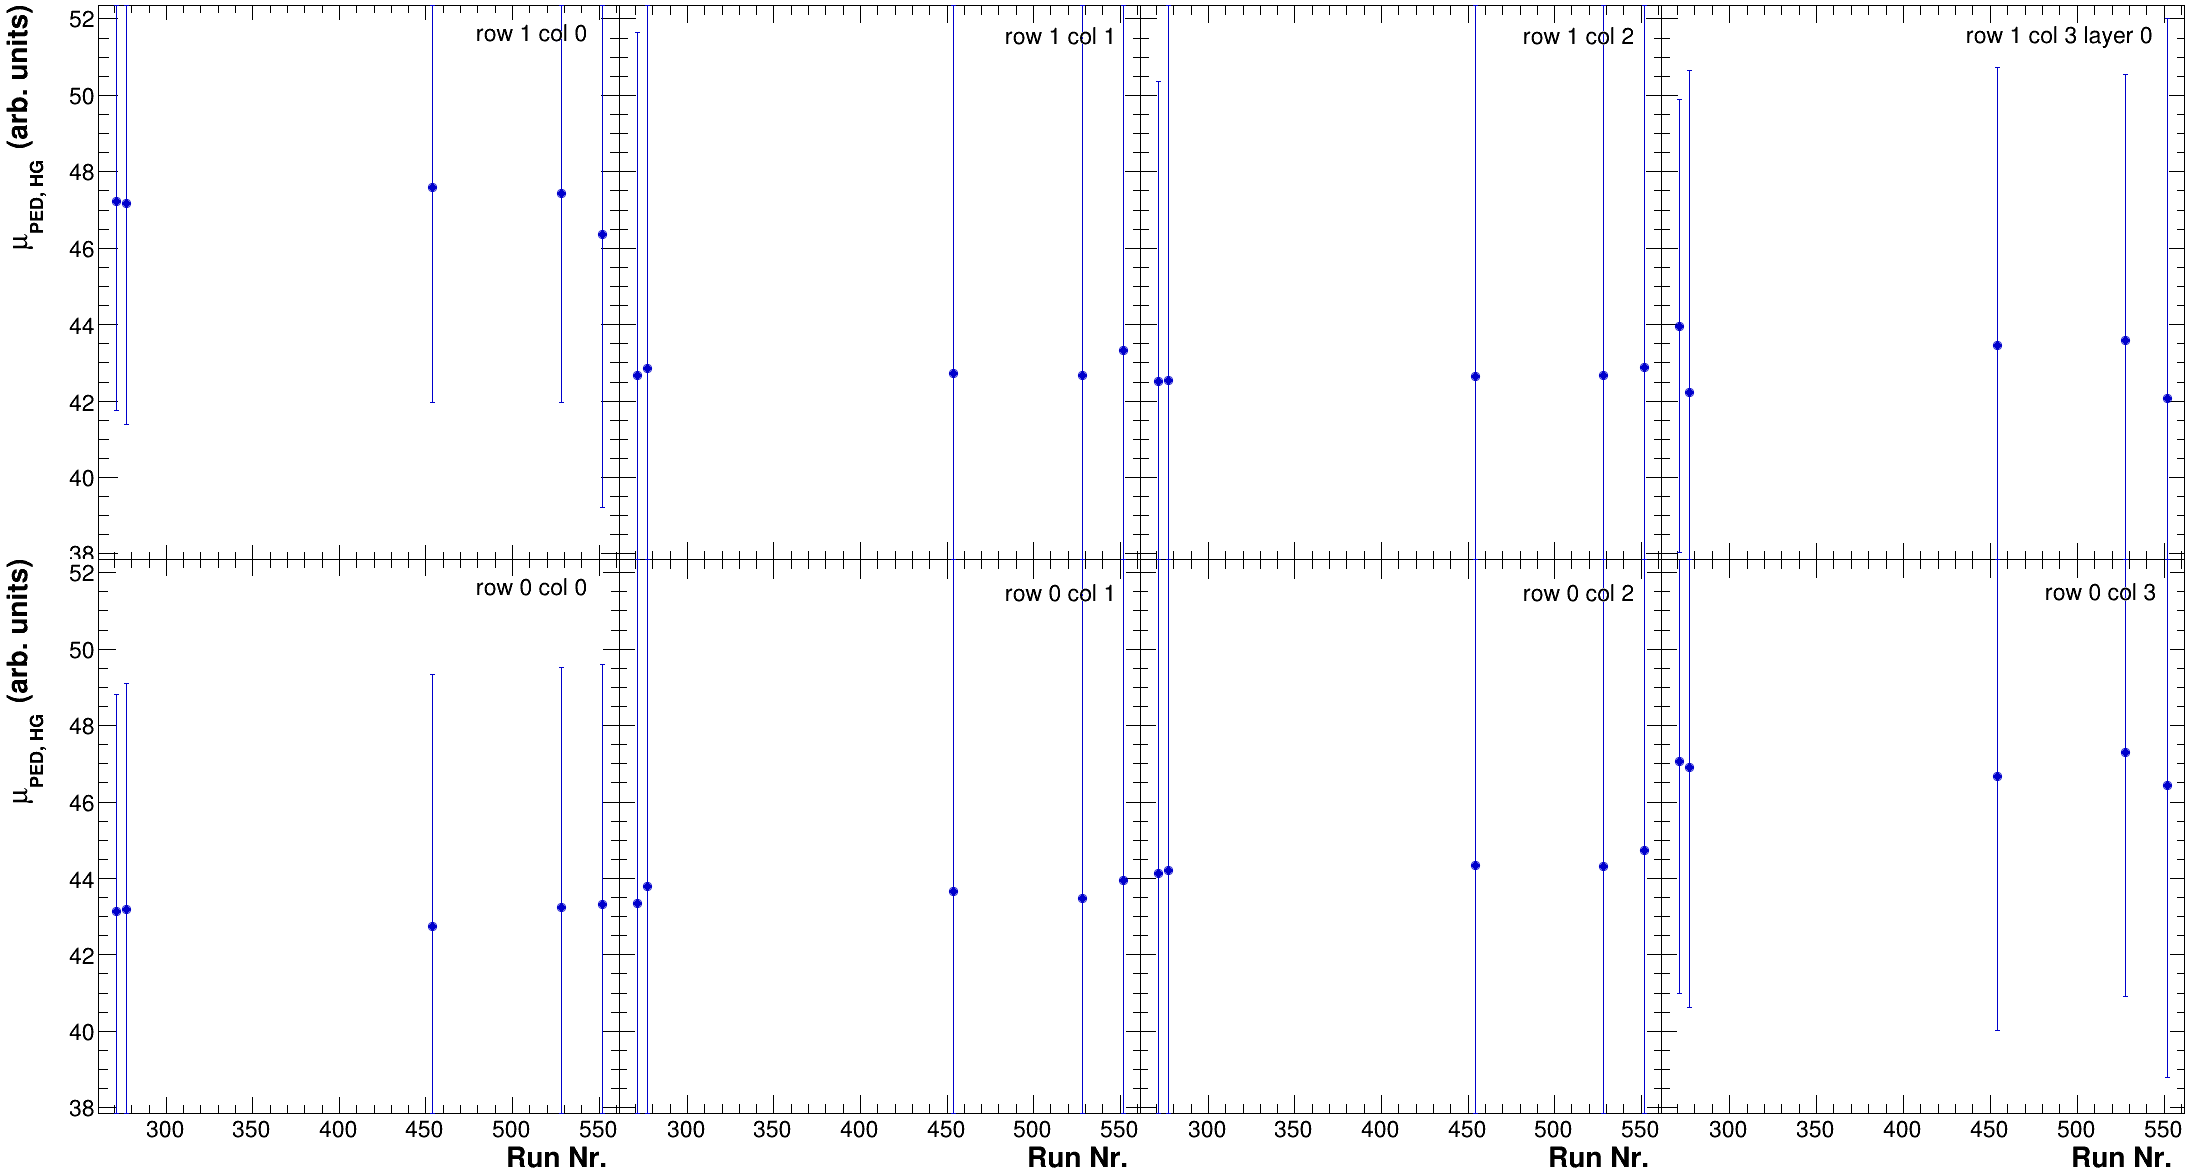 row 1 col 0
row 1 col 1
row 1 col 2
row 1 col 3 layer 0
μPED, HG (arb. units)
52
50
48
46
44
42
40
38
row 0 col 0
row 0 col 1
row 0 col 2
row 0 col 3
μPED, HG (arb. units)
52
50
48
46
44
42
40
38
300 350 400 450 500 550 300 350 400 450 500 550 300 350 400 450 500 550 300 350 400 450 500 550
Run Nr. Run Nr. Run Nr. Run Nr.